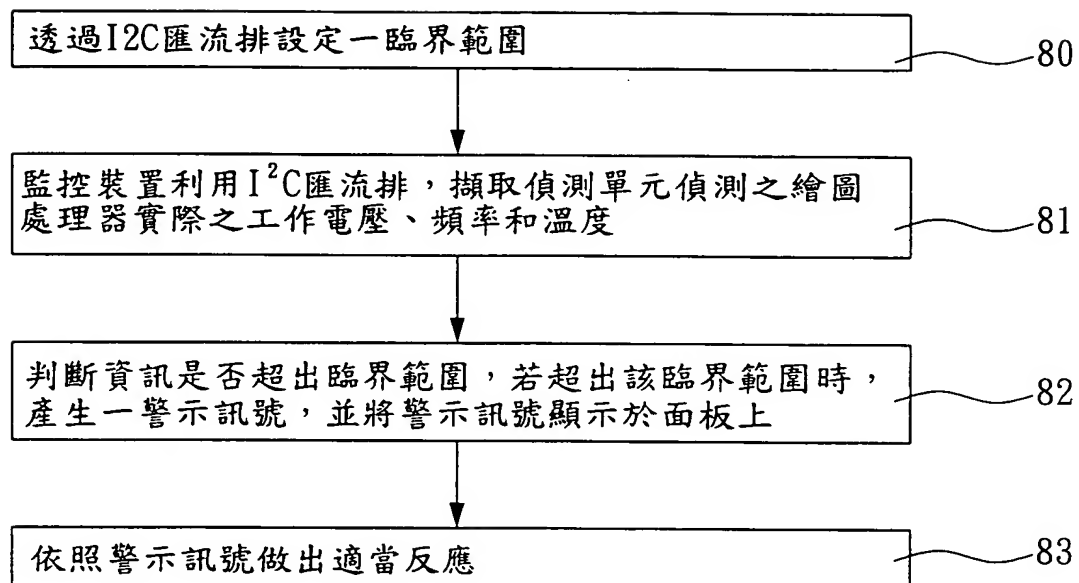 透過I2C匯流排設定一臨界範圍
80
監控裝置利用I²C匯流排,擷取偵測單元偵測之繪圖
處理器實際之工作電壓、頻率和溫度
81
判斷資訊是否超出臨界範圍,若超出該臨界範圍時,
產生一警示訊號,並將警示訊號顯示於面板上
82
依照警示訊號做出適當反應
83